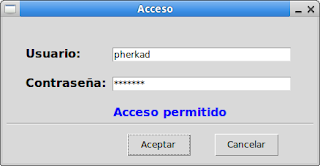 Acceso
Usuario: pherkad
Contraseña: *******
Acceso permitido
Aceptar Cancelar